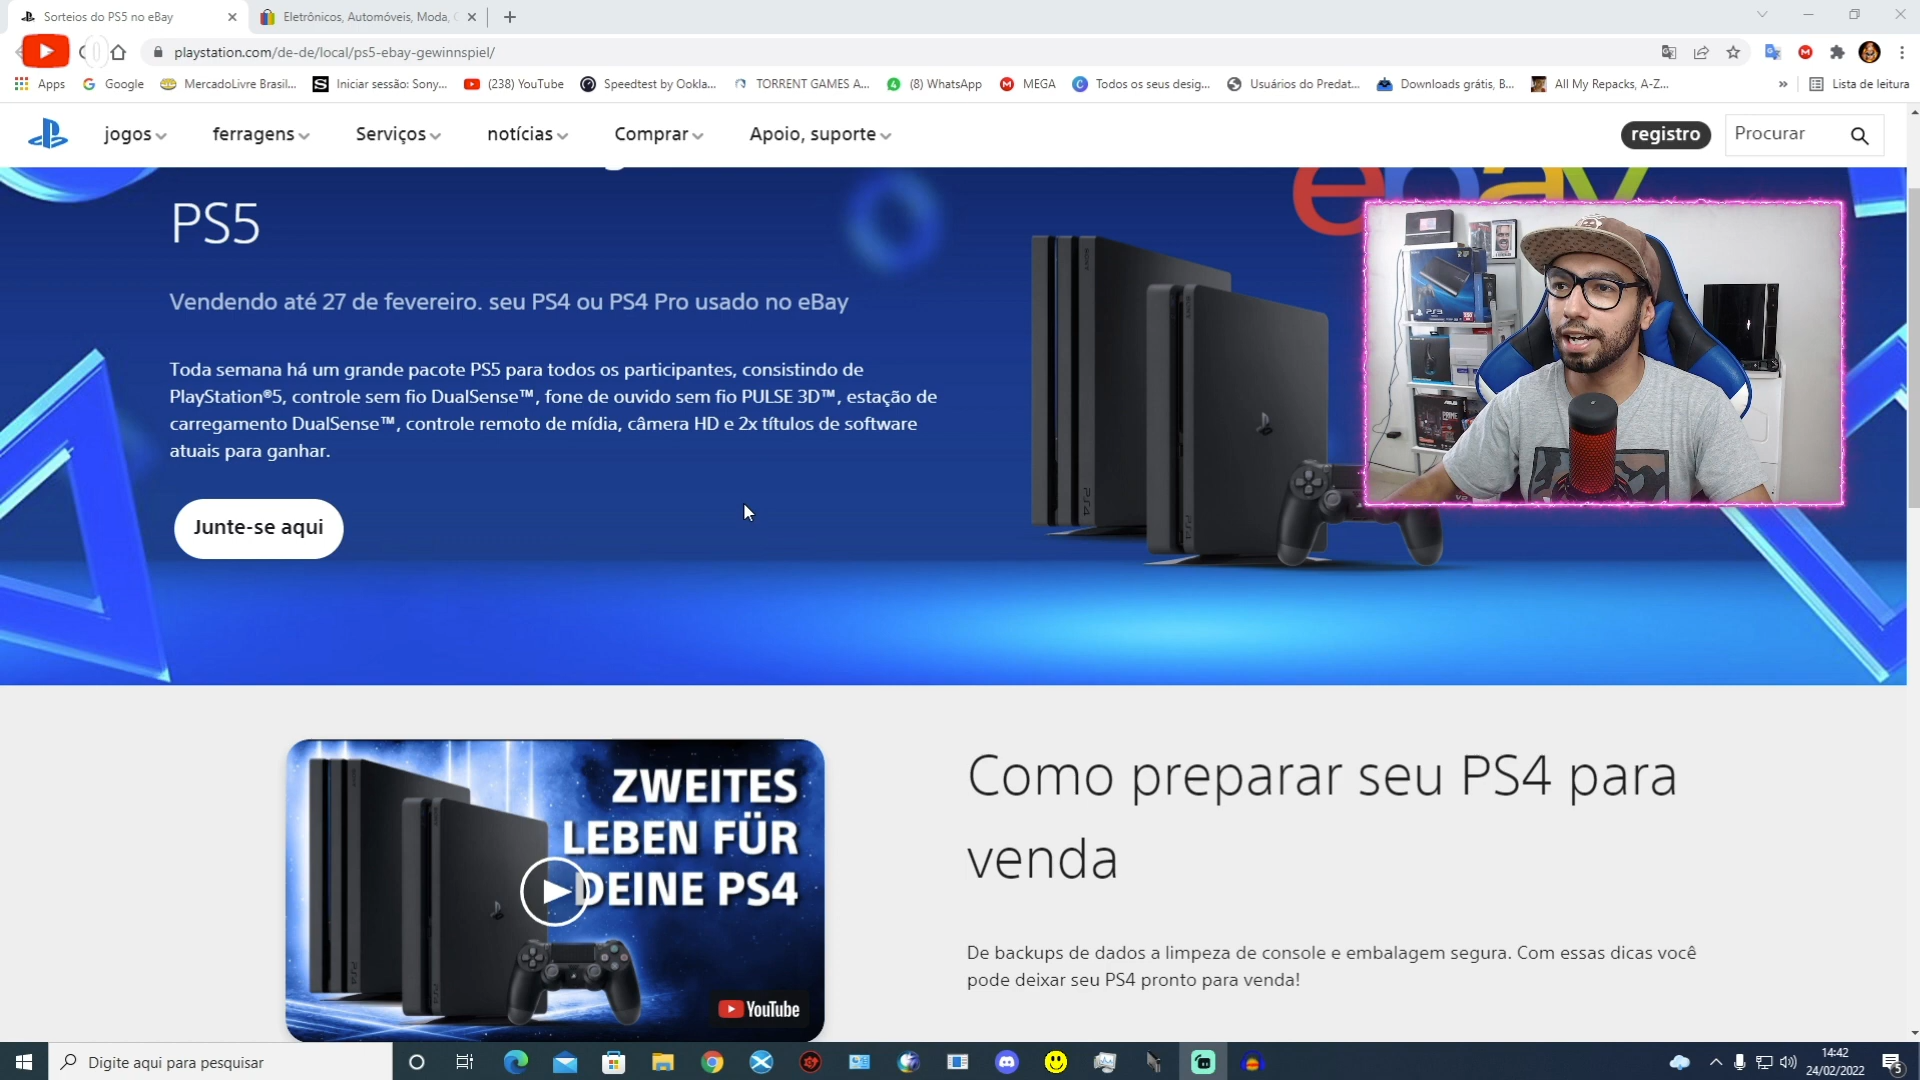 Sorteios do PS5 no eBay
Eletrônicos, Automóveis, Moda,
playstation.com/de-de/local/ps5-ebay-gewinnspiel/
Apps
Google
MercadoLivre Brasil...
Iniciar sessão: Sony...
(238) YouTube
Speedtest by Ookla...
TORRENT GAMES A...
(8) WhatsApp
MEGA
Todos os seus desig...
Usuários do Predat...
Downloads grátis, B...
All My Repacks, A-Z...
»
Lista de leitura
jogos
ferragens
Serviços
notícias
Comprar
Apoio, suporte
registro
Procurar
ebay
PS5
Vendendo até 27 de fevereiro. seu PS4 ou PS4 Pro usado no eBay
Toda semana há um grande pacote PS5 para todos os participantes, consistindo de
PlayStation®5, controle sem fio DualSense™, fone de ouvido sem fio PULSE 3D™, estação de
carregamento DualSense™, controle remoto de mídia, câmera HD e 2x títulos de software
atuais para ganhar.
Junte-se aqui
PS3
ZWEITES
LEBEN FÜR
DEINE PS4
YouTube
Como preparar seu PS4 para
venda
De backups de dados a limpeza de console e embalagem segura. Com essas dicas você
pode deixar seu PS4 pronto para venda!
Digite aqui para pesquisar
14:42
24/02/2022
5